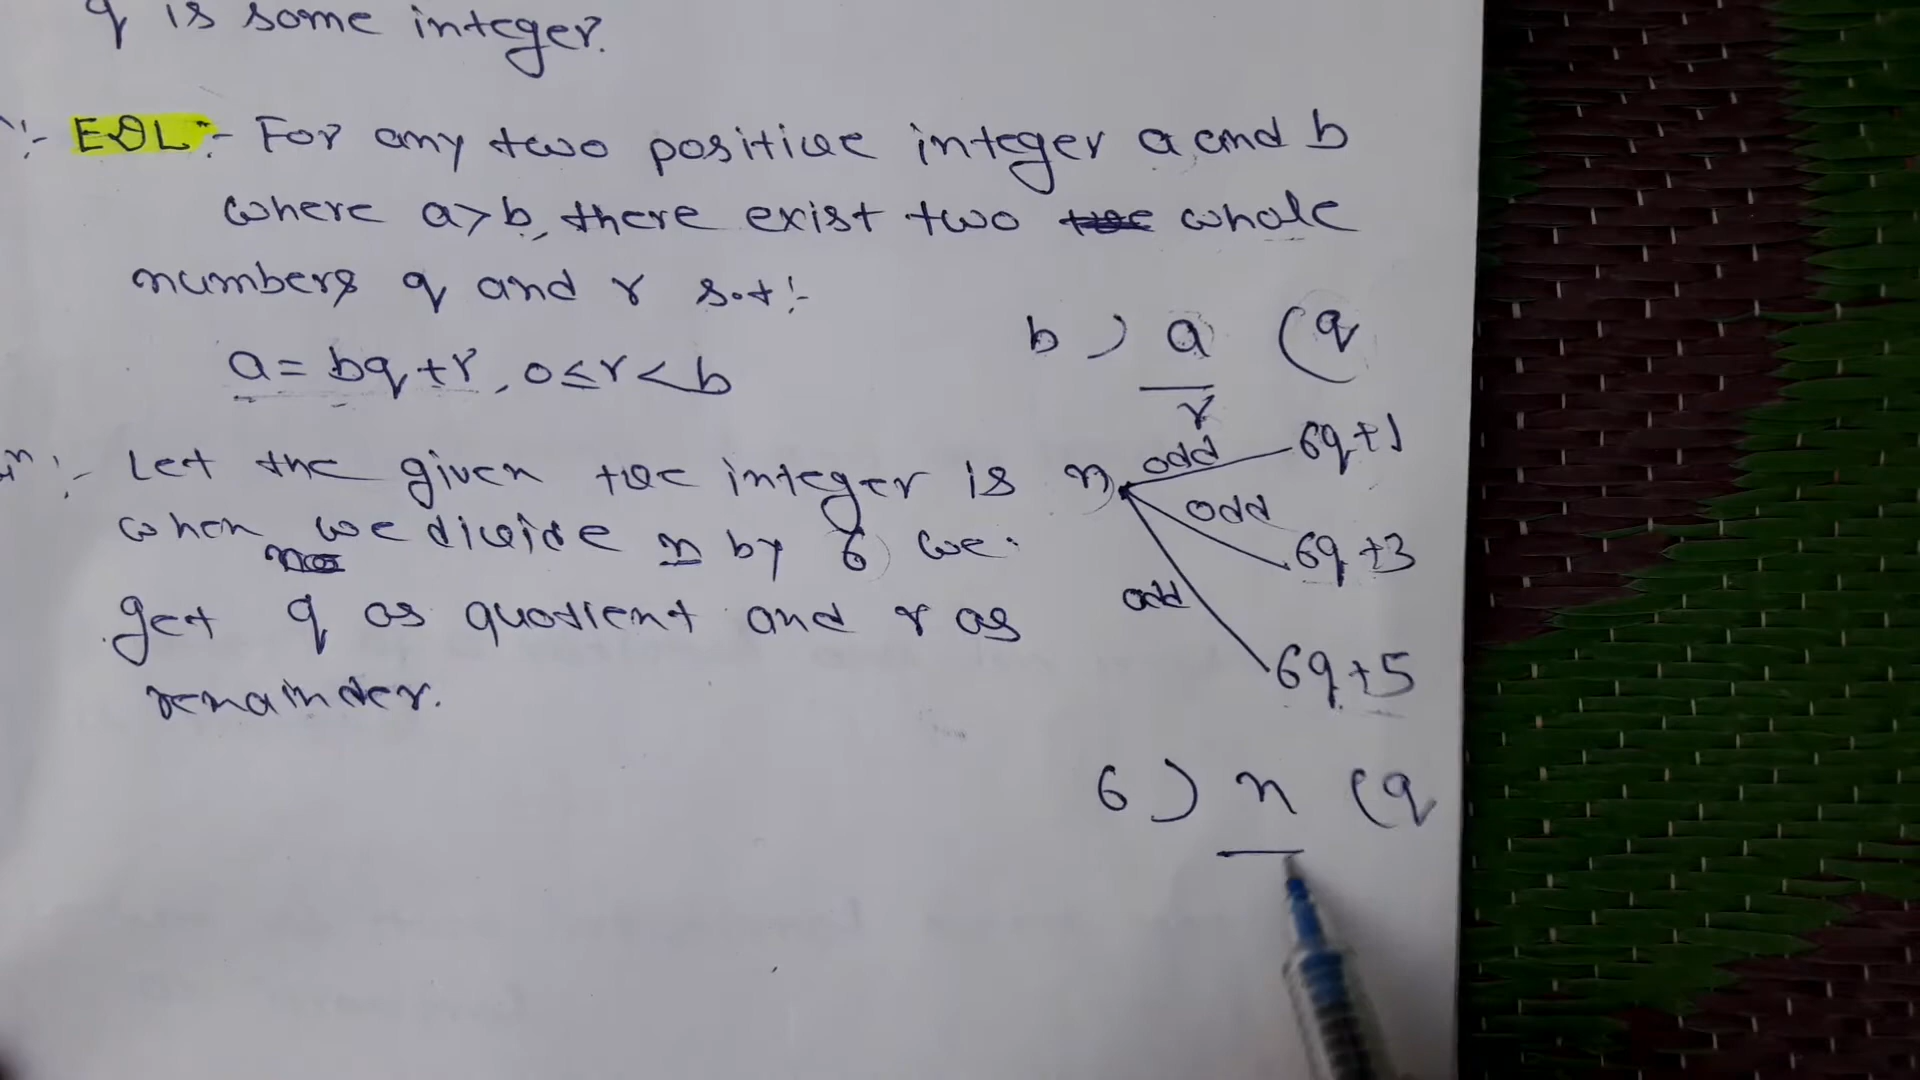 q is some integer.
:- EDL :- For any two positive integer a and b
where a>b, there exist two whole
numbers q and r s.t :-
a = bq + r, 0 ≤ r < b
b ) a ( q
r
:- Let the given +ve integer is n
when we divide n by 6 we
get q as quotient and r as
remainder.
odd 6q+1
odd 6q+3
odd 6q+5
6 ) n ( q